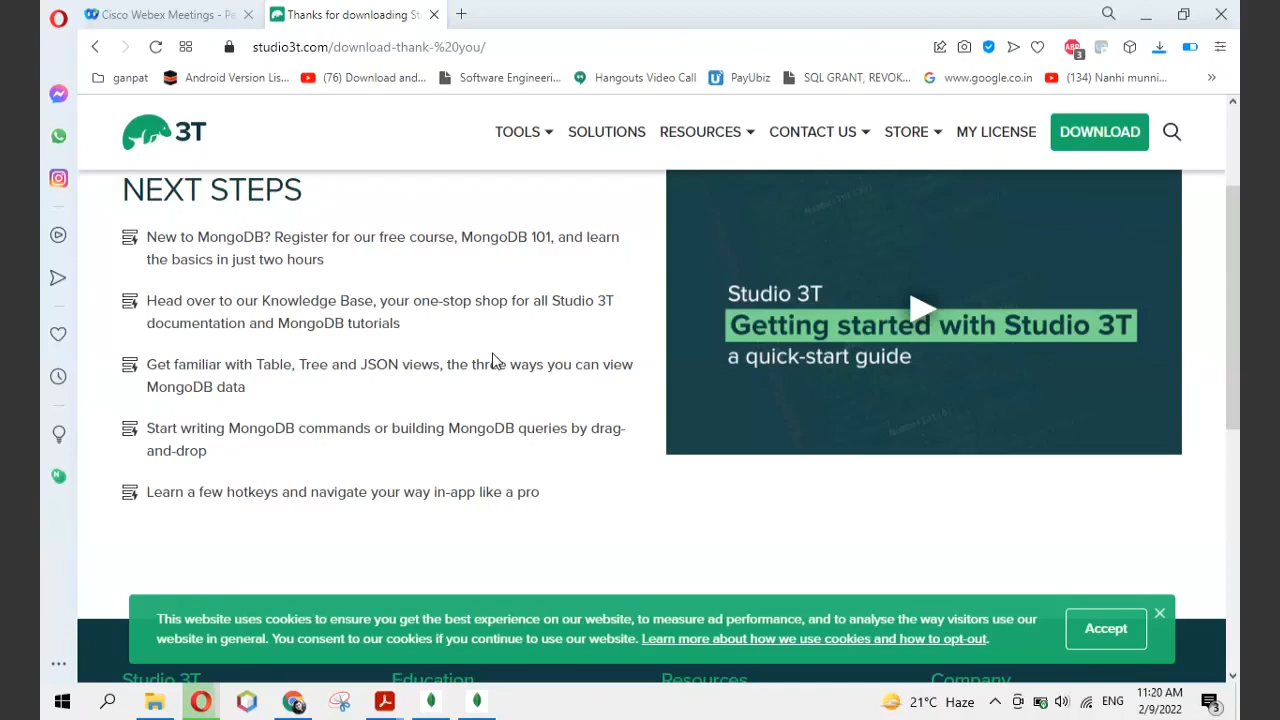 Cisco Webex Meetings - Pe
Thanks for downloading St
studio3t.com/download-thank-%20you/
3
ganpat
Android Version Lis...
(76) Download and...
Software Engineeri...
Hangouts Video Call
PayUbiz
SQL GRANT, REVOK...
www.google.co.in
(134) Nanhi munni...
3T
TOOLS
SOLUTIONS
RESOURCES
CONTACT US
STORE
MY LICENSE
DOWNLOAD
NEXT STEPS
New to MongoDB? Register for our free course, MongoDB 101, and learn
the basics in just two hours
Head over to our Knowledge Base, your one-stop shop for all Studio 3T
documentation and MongoDB tutorials
Get familiar with Table, Tree and JSON views, the three ways you can view
MongoDB data
Start writing MongoDB commands or building MongoDB queries by drag-
and-drop
Learn a few hotkeys and navigate your way in-app like a pro
Studio 3T
Getting started with Studio 3T
a quick-start guide
This website uses cookies to ensure you get the best experience on our website, to measure ad performance, and to analyse the way visitors use our
website in general. You consent to our cookies if you continue to use our website. Learn more about how we use cookies and how to opt-out.
Accept
Studio 3T
Education
Resources
Company
21°C Haze
ENG
11:20 AM
2/9/2022
3